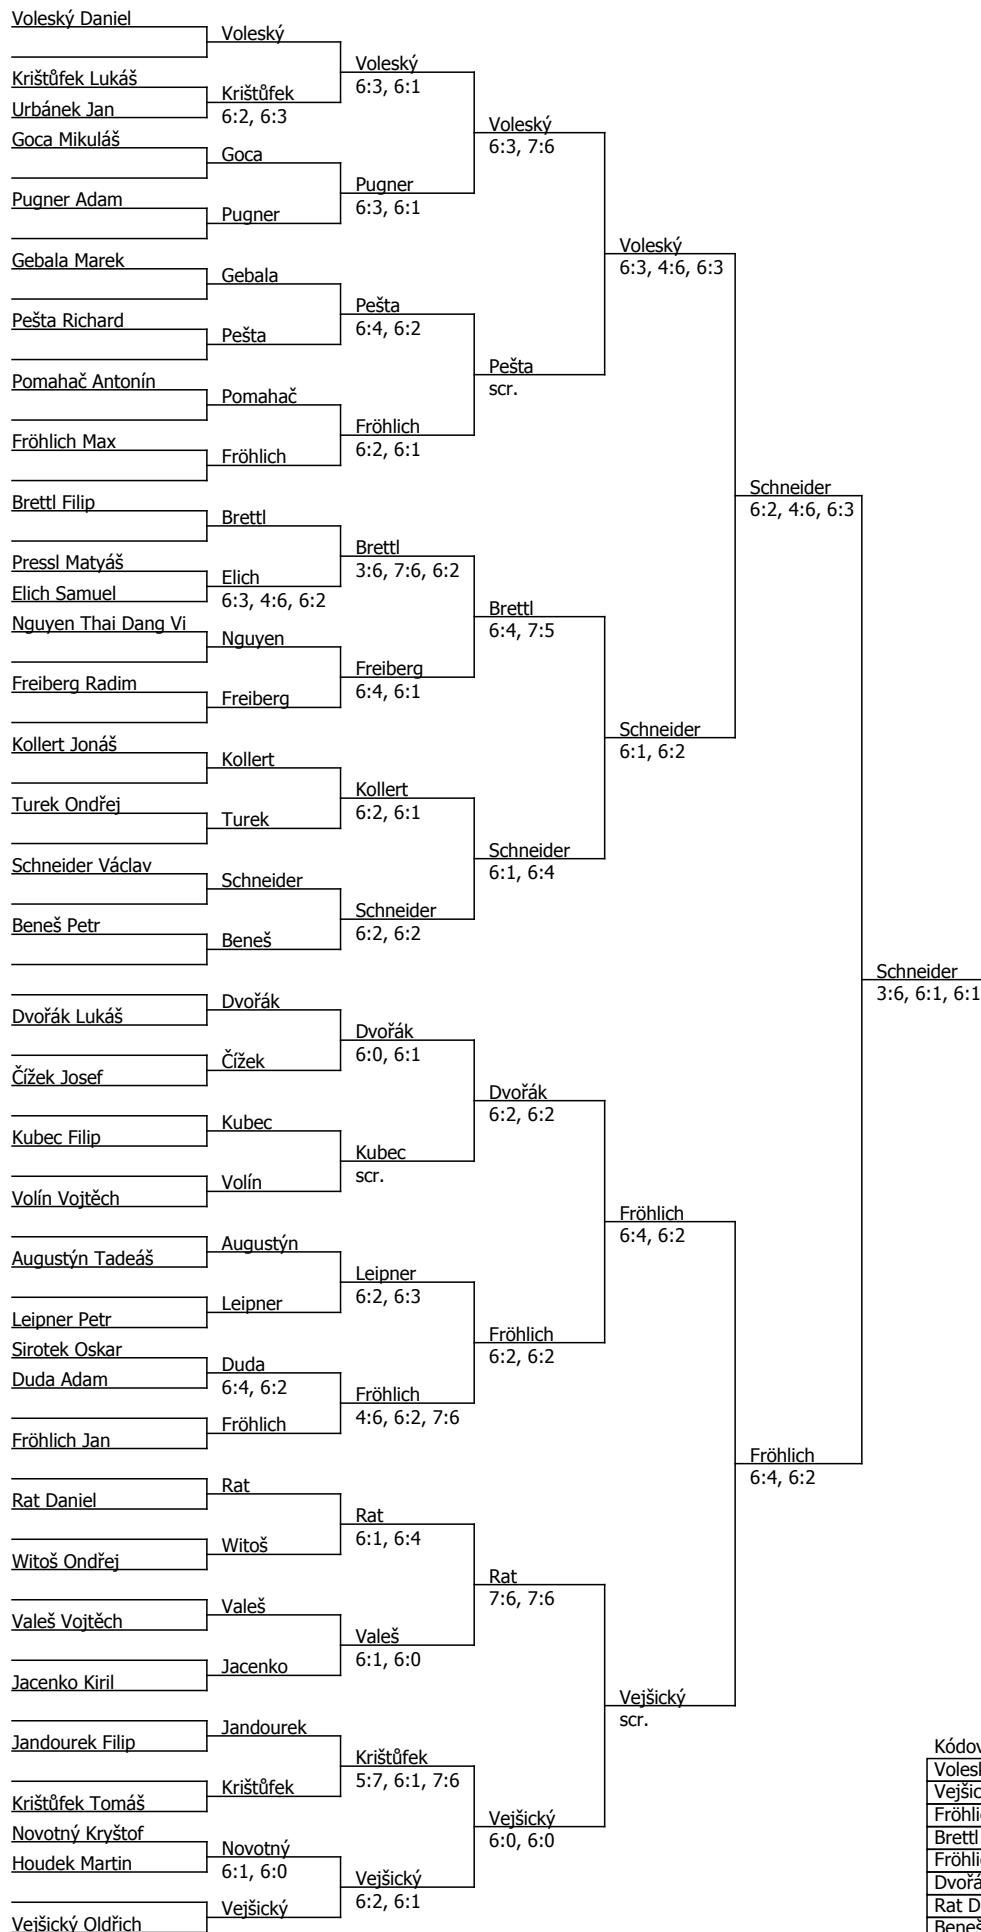 Voleský Daniel
Krištůfek Lukáš
Urbánek Jan
Goca Mikuláš
Pugner Adam
Gebala Marek
Pešta Richard
Pomahač Antonín
Fröhlich Max
Brettl Filip
Pressl Matyáš
Elich Samuel
Nguyen Thai Dang Vi
Freiberg Radim
Kollert Jonáš
Turek Ondřej
Schneider Václav
Beneš Petr
Dvořák Lukáš
Čížek Josef
Kubec Filip
Volín Vojtěch
Augustýn Tadeáš
Leipner Petr
Sirotek Oskar
Duda Adam
Fröhlich Jan
Rat Daniel
Witoš Ondřej
Valeš Vojtěch
Jacenko Kiril
Jandourek Filip
Krištůfek Tomáš
Novotný Kryštof
Houdek Martin
Vejšický Oldřich
Voleský
Krištůfek
6:2, 6:3
Goca
Pugner
Gebala
Pešta
Pomahač
Fröhlich
Brettl
Elich
6:3, 4:6, 6:2
Nguyen
Freiberg
Kollert
Turek
Schneider
Beneš
Dvořák
Čížek
Kubec
Volín
Augustýn
Leipner
Duda
6:4, 6:2
Fröhlich
Rat
Witoš
Valeš
Jacenko
Jandourek
Krištůfek
Novotný
6:1, 6:0
Vejšický
Voleský
6:3, 6:1
Pugner
6:3, 6:1
Pešta
6:4, 6:2
Fröhlich
6:2, 6:1
Brettl
3:6, 7:6, 6:2
Freiberg
6:4, 6:1
Kollert
6:2, 6:1
Schneider
6:2, 6:2
Dvořák
6:0, 6:1
Kubec
scr.
Leipner
6:2, 6:3
Fröhlich
4:6, 6:2, 7:6
Rat
6:1, 6:4
Valeš
6:1, 6:0
Krištůfek
5:7, 6:1, 7:6
Vejšický
6:2, 6:1
Voleský
6:3, 7:6
Pešta
scr.
Brettl
6:4, 7:5
Schneider
6:1, 6:4
Dvořák
6:2, 6:2
Fröhlich
6:2, 6:2
Rat
7:6, 7:6
Vejšický
6:0, 6:0
Voleský
6:3, 4:6, 6:3
Schneider
6:1, 6:2
Fröhlich
6:4, 6:2
Vejšický
scr.
Schneider
6:2, 4:6, 6:3
Fröhlich
6:4, 6:2
Schneider
3:6, 6:1, 6:1
Brettl
Rat D